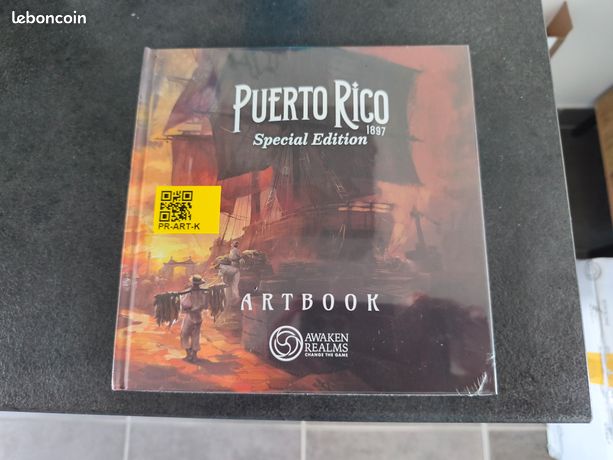 leboncoin
PUERTO RICO
1897
Special Edition
PR-ART-K
ARTBOOK
AWAKEN
REALMS
CHANGE THE GAME